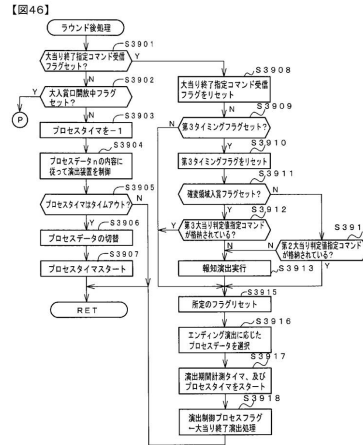 【図46】
ラウンド後処理
S3901
大当り終了指定コマンド受信
フラグセット?
Y
N
S3902
大入賞口開放中フラグ
セット?
Y
N
P
S3903
プロセスタイマを-1
S3904
プロセスデータnの内容に
従って演出装置を制御
S3905
プロセスタイマはタイムアウト?
N
Y
S3906
プロセスデータの切替
S3907
プロセスタイマスタート
RET
S3908
大当り終了指定コマンド受信
フラグをリセット
S3909
第3タイミングフラグセット?
N
Y
S3910
第3タイミングフラグをリセット
S3911
確変領域入賞フラグセット?
N
Y
S3912
第3大当り判定値指定コマンド
が格納されている?
Y
N
S391
第2大当り判定値指定コマンド
が格納されている?
N
Y
報知演出実行
S3913
S3915
所定のフラグリセット
S3916
エンディング演出に応じた
プロセスデータを選択
S3917
演出期間計測タイマ、及び
プロセスタイマをスタート
S3918
演出制御プロセスフラグ
←大当り終了演出処理